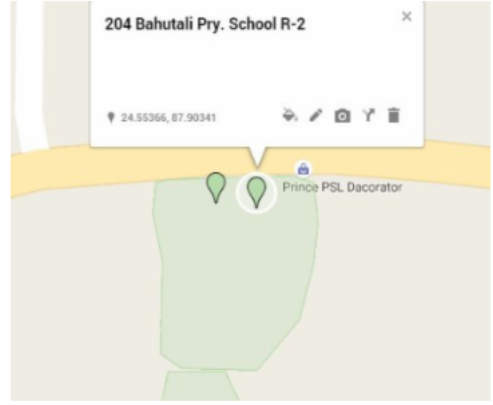 204 Bahutali Pry. School R-2
24.55366, 87.90341
Prince PSL Dacorator